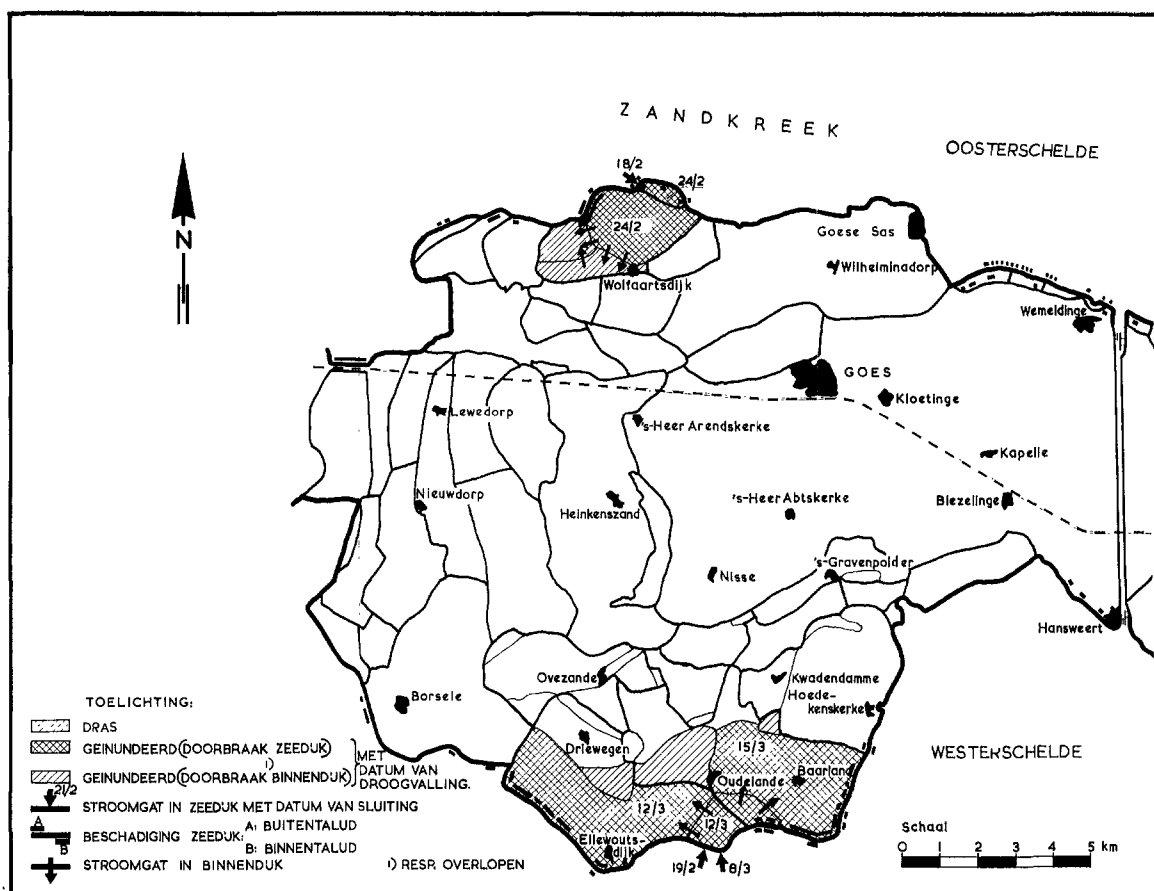 ZANDKREEK
OOSTERSCHELDE
18/2
24/2
24/2
N
Goese Sas
Wilhelminadorp
Wolfaartsdijk
Wemeldinge
GOES
Kloetinge
Lewedorp
's-Heer Arendskerke
Kapelle
Nieuwdorp
Heinkenszand
's-Heer Abtskerke
Biezelinge
Nisse
's-Gravenpolder
Hansweert
Ovezande
Kwadendamme
Hoede-
kenskerke
Borsele
Driewegen
15/3
WESTERSCHELDE
Oudelande
Baarland
12/3
12/3
Ellewouts-
dijk
19/2
8/3
TOELICHTING:
DRAS
GEINUNDEERD (DOORBRAAK ZEEDIJK)
1)
GEINUNDEERD (DOORBRAAK BINNENDIJK)
MET
DATUM VAN
DROOGVALLING.
21/2
STROOMGAT IN ZEEDIJK MET DATUM VAN SLUITING
A
BESCHADIGING ZEEDIJK: A: BUITENTALUD
B B: BINNENTALUD
STROOMGAT IN BINNENDIJK 1) RESP. OVERLOPEN
Schaal
0 1 2 3 4 5 km